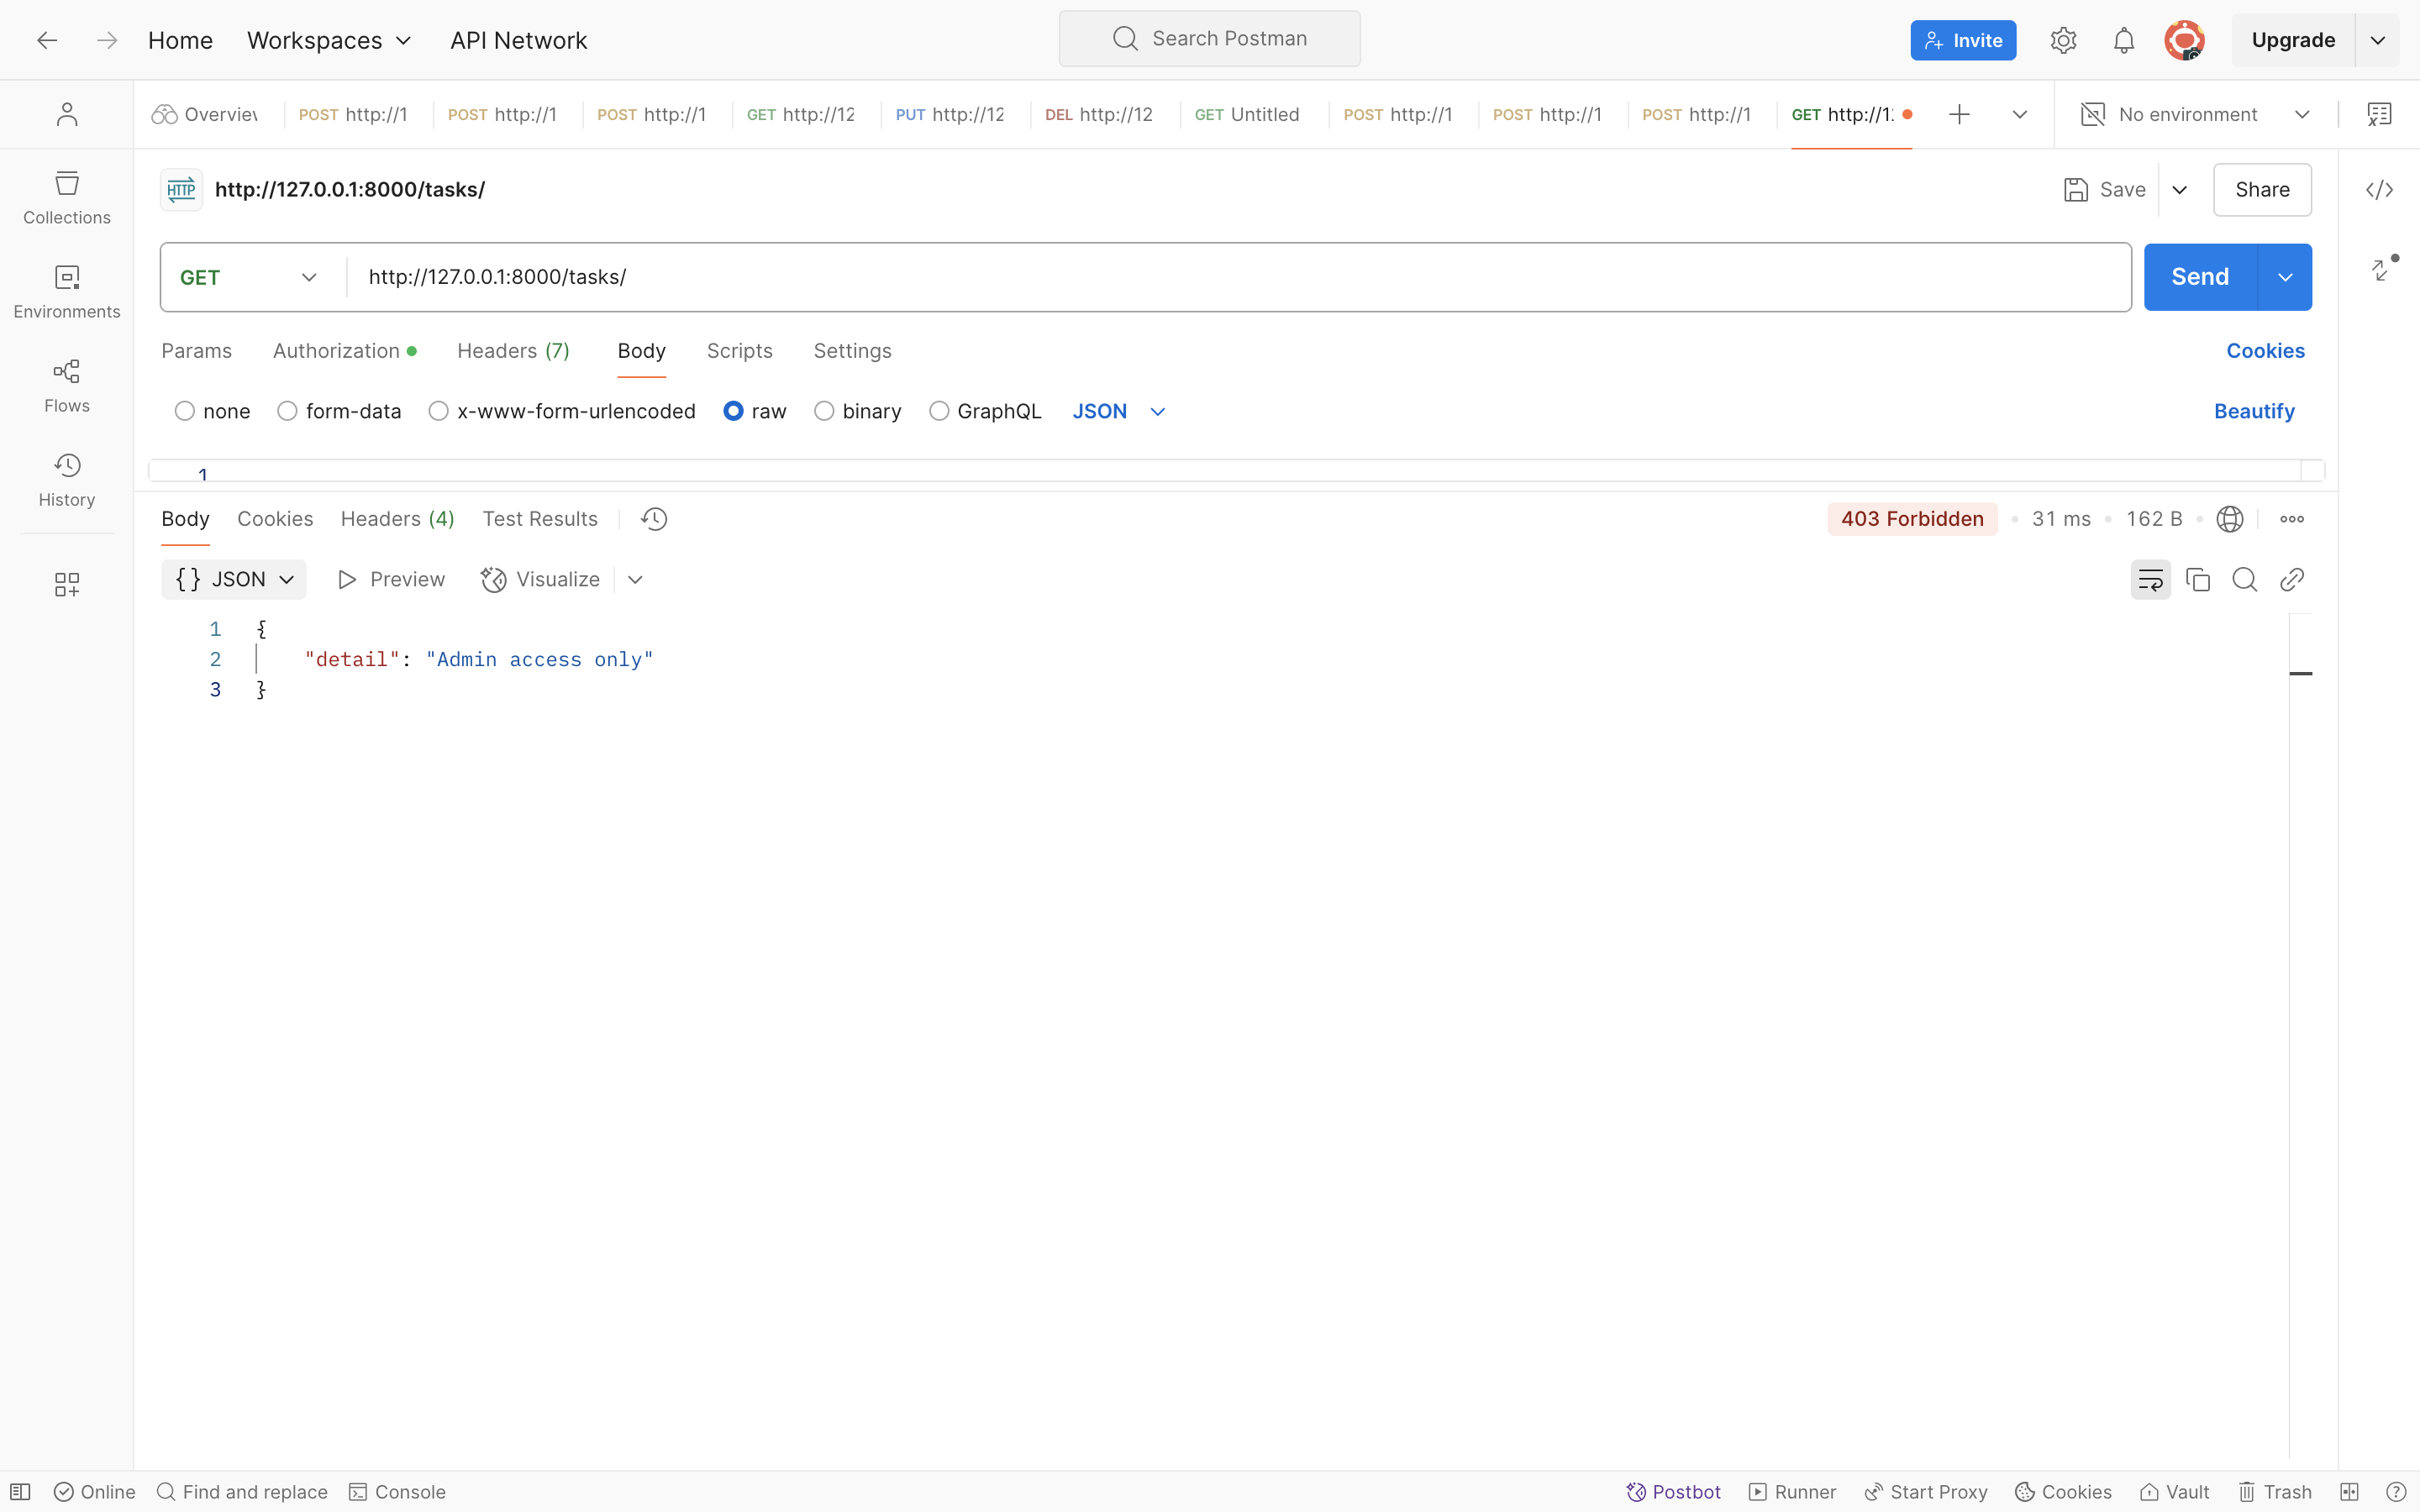 Home Workspaces API Network Search Postman Invite Upgrade
Overview POST http://1 POST http://1 POST http://1 GET http://12 PUT http://12 DEL http://12 GET Untitled POST http://1 POST http://1 POST http://1 GET http://1: No environment
HTTP http://127.0.0.1:8000/tasks/ Save Share
GET http://127.0.0.1:8000/tasks/ Send
Params Authorization Headers (7) Body Scripts Settings Cookies
none form-data x-www-form-urlencoded raw binary GraphQL JSON Beautify
1
Body Cookies Headers (4) Test Results 403 Forbidden 31 ms 162 B
{} JSON Preview Visualize
1 {
2 "detail": "Admin access only"
3 }
Collections
Environments
Flows
History
Online Find and replace Console Postbot Runner Start Proxy Cookies Vault Trash